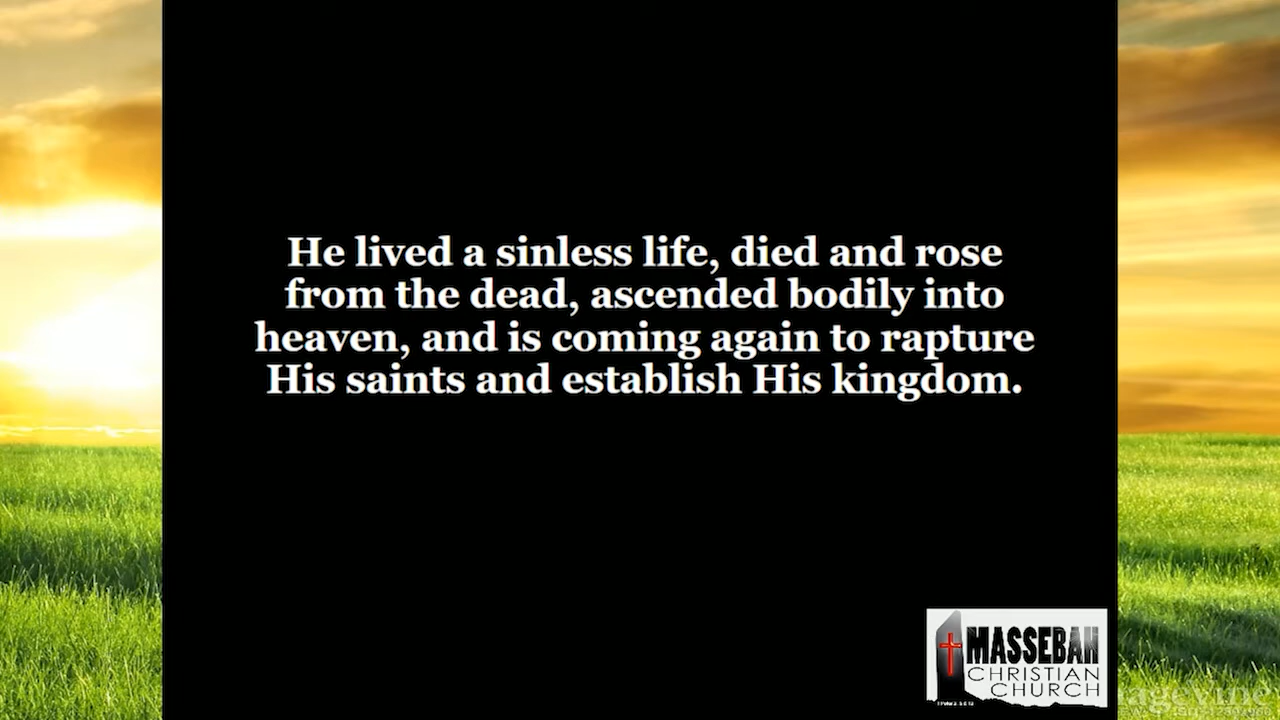 He lived a sinless life, died and rose
from the dead, ascended bodily into
heaven, and is coming again to rapture
His saints and establish His kingdom.
MASSEBAH
CHRISTIAN
CHURCH